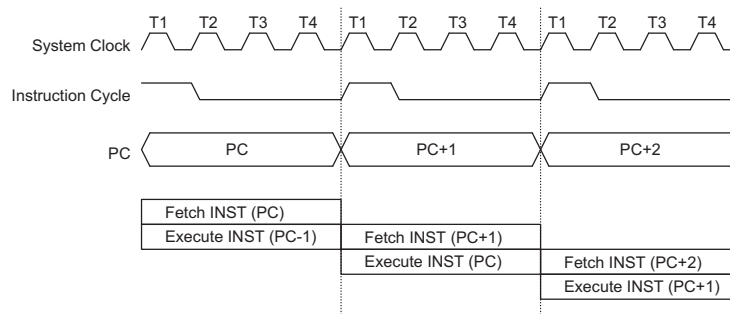 T1 T2 T3 T4 T1 T2 T3 T4 T1 T2 T3 T4
System Clock
Instruction Cycle
PC PC PC+1 PC+2
Fetch INST (PC)
Execute INST (PC-1) Fetch INST (PC+1)
Execute INST (PC) Fetch INST (PC+2)
Execute INST (PC+1)